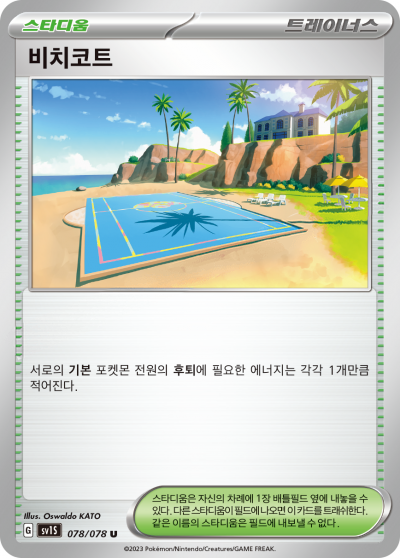 스타디움
트레이너스
비치코트
서로의 기본 포켓몬 전원의 후퇴에 필요한 에너지는 각각 1개만큼
적어진다.
Illus. Oswaldo KATO
G SV1S 078/078 U
스타디움은 자신의 차례에 1장 배틀필드 옆에 내놓을 수
있다. 다른 스타디움이 필드에 나오면 이 카드를 트래쉬한다.
같은 이름의 스타디움은 필드에 내보낼 수 없다.
©2023 Pokémon/Nintendo/Creatures/GAME FREAK.